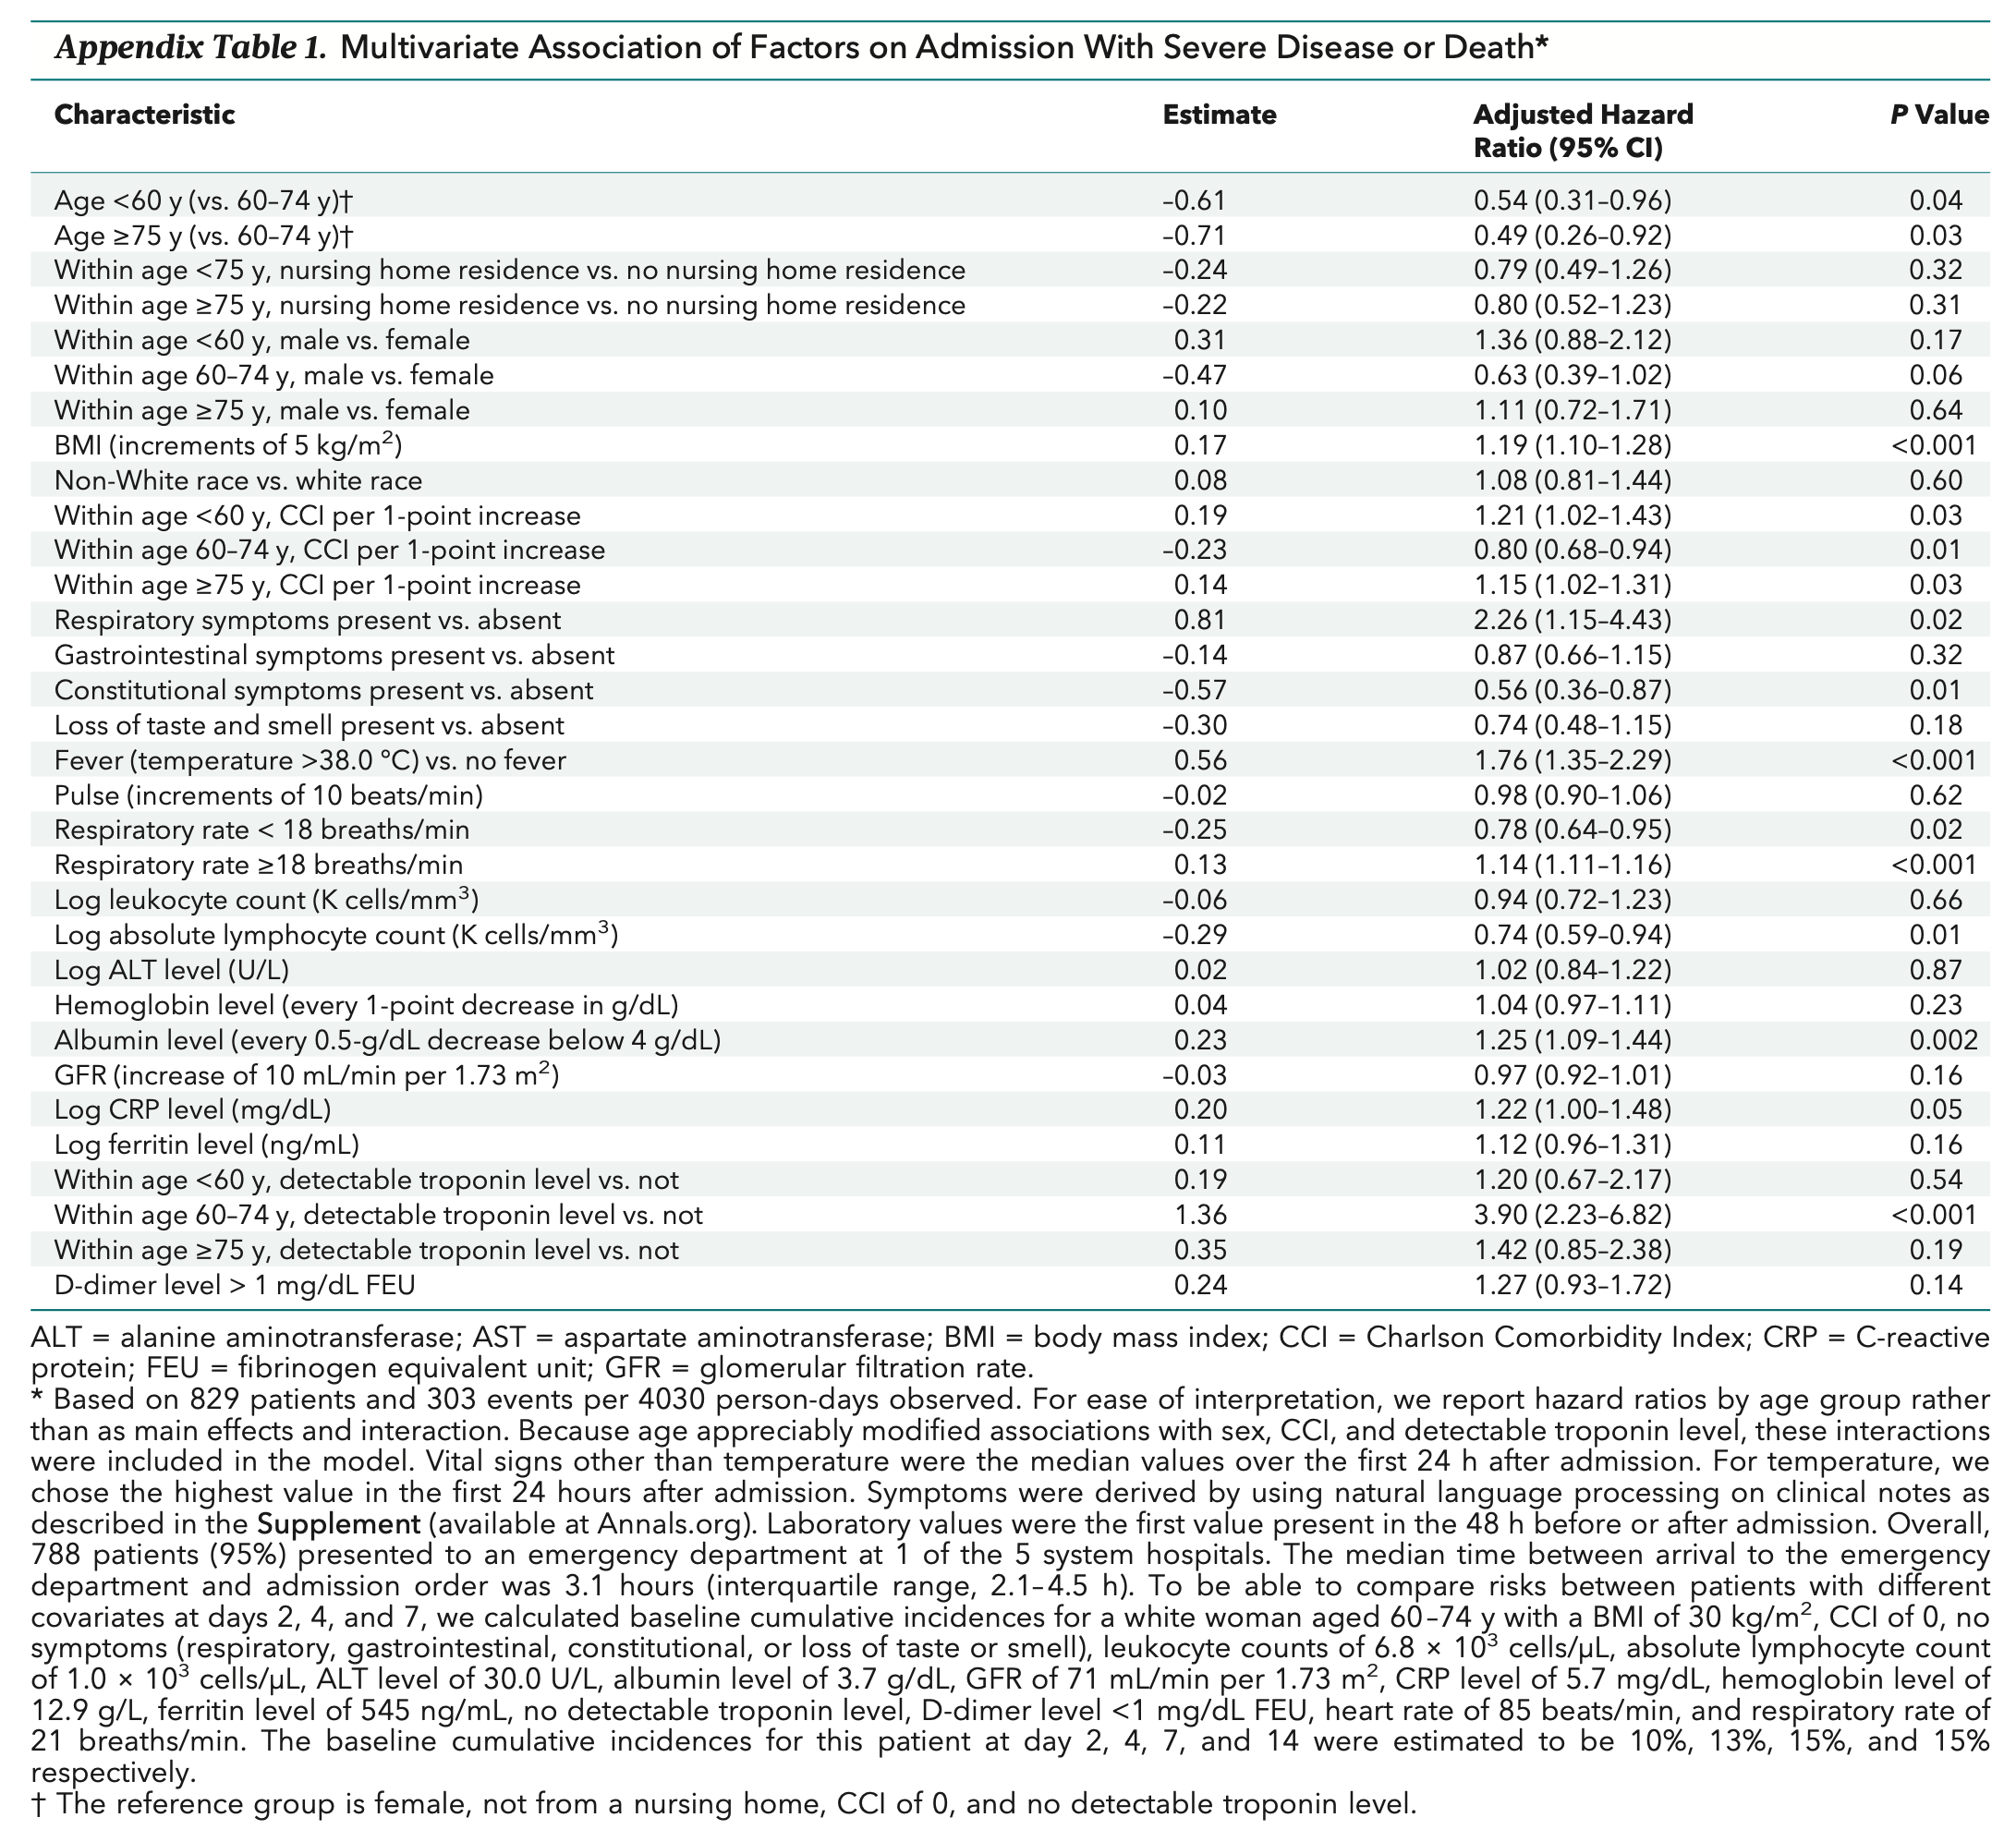 Appendix Table 1. Multivariate Association of Factors on Admission With Severe Disease or Death*
Characteristic Estimate Adjusted Hazard Ratio (95% CI) P Value
Age <60 y (vs. 60–74 y)† –0.61 0.54 (0.31–0.96) 0.04
Age ≥75 y (vs. 60–74 y)† –0.71 0.49 (0.26–0.92) 0.03
Within age <75 y, nursing home residence vs. no nursing home residence –0.24 0.79 (0.49–1.26) 0.32
Within age ≥75 y, nursing home residence vs. no nursing home residence –0.22 0.80 (0.52–1.23) 0.31
Within age <60 y, male vs. female 0.31 1.36 (0.88–2.12) 0.17
Within age 60–74 y, male vs. female –0.47 0.63 (0.39–1.02) 0.06
Within age ≥75 y, male vs. female 0.10 1.11 (0.72–1.71) 0.64
BMI (increments of 5 kg/m²) 0.17 1.19 (1.10–1.28) <0.001
Non-White race vs. white race 0.08 1.08 (0.81–1.44) 0.60
Within age <60 y, CCI per 1-point increase 0.19 1.21 (1.02–1.43) 0.03
Within age 60–74 y, CCI per 1-point increase –0.23 0.80 (0.68–0.94) 0.01
Within age ≥75 y, CCI per 1-point increase 0.14 1.15 (1.02–1.31) 0.03
Respiratory symptoms present vs. absent 0.81 2.26 (1.15–4.43) 0.02
Gastrointestinal symptoms present vs. absent –0.14 0.87 (0.66–1.15) 0.32
Constitutional symptoms present vs. absent –0.57 0.56 (0.36–0.87) 0.01
Loss of taste and smell present vs. absent –0.30 0.74 (0.48–1.15) 0.18
Fever (temperature >38.0 °C) vs. no fever 0.56 1.76 (1.35–2.29) <0.001
Pulse (increments of 10 beats/min) –0.02 0.98 (0.90–1.06) 0.62
Respiratory rate < 18 breaths/min –0.25 0.78 (0.64–0.95) 0.02
Respiratory rate ≥18 breaths/min 0.13 1.14 (1.11–1.16) <0.001
Log leukocyte count (K cells/mm³) –0.06 0.94 (0.72–1.23) 0.66
Log absolute lymphocyte count (K cells/mm³) –0.29 0.74 (0.59–0.94) 0.01
Log ALT level (U/L) 0.02 1.02 (0.84–1.22) 0.87
Hemoglobin level (every 1-point decrease in g/dL) 0.04 1.04 (0.97–1.11) 0.23
Albumin level (every 0.5-g/dL decrease below 4 g/dL) 0.23 1.25 (1.09–1.44) 0.002
GFR (increase of 10 mL/min per 1.73 m²) –0.03 0.97 (0.92–1.01) 0.16
Log CRP level (mg/dL) 0.20 1.22 (1.00–1.48) 0.05
Log ferritin level (ng/mL) 0.11 1.12 (0.96–1.31) 0.16
Within age <60 y, detectable troponin level vs. not 0.19 1.20 (0.67–2.17) 0.54
Within age 60–74 y, detectable troponin level vs. not 1.36 3.90 (2.23–6.82) <0.001
Within age ≥75 y, detectable troponin level vs. not 0.35 1.42 (0.85–2.38) 0.19
D-dimer level > 1 mg/dL FEU 0.24 1.27 (0.93–1.72) 0.14
ALT = alanine aminotransferase; AST = aspartate aminotransferase; BMI = body mass index; CCI = Charlson Comorbidity Index; CRP = C-reactive
protein; FEU = fibrinogen equivalent unit; GFR = glomerular filtration rate.
* Based on 829 patients and 303 events per 4030 person-days observed. For ease of interpretation, we report hazard ratios by age group rather
than as main effects and interaction. Because age appreciably modified associations with sex, CCI, and detectable troponin level, these interactions
were included in the model. Vital signs other than temperature were the median values over the first 24 h after admission. For temperature, we
chose the highest value in the first 24 hours after admission. Symptoms were derived by using natural language processing on clinical notes as
described in the Supplement (available at Annals.org). Laboratory values were the first value present in the 48 h before or after admission. Overall,
788 patients (95%) presented to an emergency department at 1 of the 5 system hospitals. The median time between arrival to the emergency
department and admission order was 3.1 hours (interquartile range, 2.1–4.5 h). To be able to compare risks between patients with different
covariates at days 2, 4, and 7, we calculated baseline cumulative incidences for a white woman aged 60–74 y with a BMI of 30 kg/m², CCI of 0, no
symptoms (respiratory, gastrointestinal, constitutional, or loss of taste or smell), leukocyte counts of 6.8 × 10³ cells/µL, absolute lymphocyte count
of 1.0 × 10³ cells/µL, ALT level of 30.0 U/L, albumin level of 3.7 g/dL, GFR of 71 mL/min per 1.73 m², CRP level of 5.7 mg/dL, hemoglobin level of
12.9 g/L, ferritin level of 545 ng/mL, no detectable troponin level, D-dimer level <1 mg/dL FEU, heart rate of 85 beats/min, and respiratory rate of
21 breaths/min. The baseline cumulative incidences for this patient at day 2, 4, 7, and 14 were estimated to be 10%, 13%, 15%, and 15%
respectively.
† The reference group is female, not from a nursing home, CCI of 0, and no detectable troponin level.